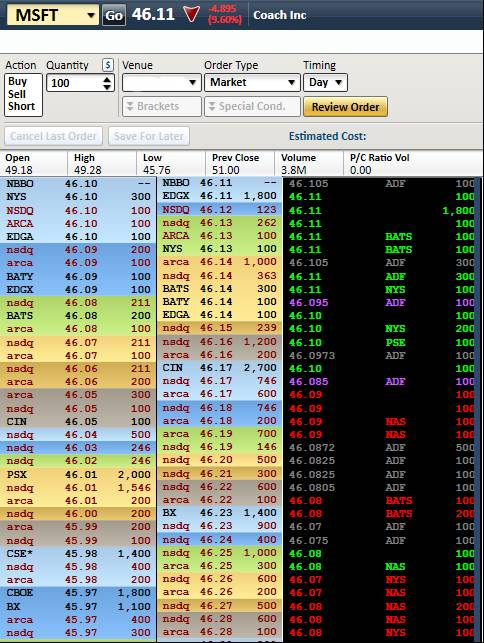 MSFT Go 46.11 -4.895 (9.60%) Coach Inc
Action Quantity $ Venue Order Type Timing
Buy
Sell
Short
100 Market Day
Brackets Special Cond. Review Order
Cancel Last Order Save For Later Estimated Cost:
Open High Low Prev Close Volume P/C Ratio Vol
49.18 49.28 45.76 51.00 3.8M 0.00
NBBO 46.10 -- NBBO 46.11 -- 46.105 ADF 100
NYS 46.10 300 EDGX 46.11 1,800 46.11 100
NSDQ 46.10 100 NSDQ 46.12 123 46.11 1,800
ARCA 46.10 100 nsdq 46.13 262 46.11 100
EDGA 46.10 100 ARCA 46.13 100 46.11 BATS 100
nsdq 46.09 200 NYS 46.13 100 46.11 BATS 100
arca 46.09 100 arca 46.14 1,000 46.105 ADF 300
BATY 46.09 100 nsdq 46.14 363 46.11 ADF 300
EDGX 46.09 100 BATS 46.14 300 46.11 NYS 100
nsdq 46.08 211 BATY 46.14 100 46.095 ADF 100
BATS 46.08 200 EDGA 46.14 100 46.10 100
arca 46.08 100 nsdq 46.15 239 46.10 NYS 200
nsdq 46.07 211 nsdq 46.16 1,200 46.10 PSE 100
arca 46.07 100 arca 46.16 200 46.0973 ADF 100
nsdq 46.06 211 CIN 46.17 2,700 46.10 100
arca 46.06 200 nsdq 46.17 746 46.085 ADF 100
arca 46.05 300 arca 46.17 600 46.09 100
nsdq 46.05 100 nsdq 46.18 746 46.09 100
CIN 46.05 100 arca 46.18 200 46.09 NAS 100
nsdq 46.04 500 arca 46.19 700 46.09 NAS 100
nsdq 46.03 246 nsdq 46.19 146 46.0872 ADF 500
nsdq 46.02 246 arca 46.20 500 46.0825 ADF 100
PSX 46.01 2,000 nsdq 46.21 300 46.0825 ADF 100
nsdq 46.01 1,546 nsdq 46.22 600 46.0805 ADF 100
arca 46.01 200 arca 46.22 100 46.08 BATS 100
nsdq 46.00 200 BX 46.23 1,400 46.08 BATS 200
arca 45.99 200 nsdq 46.23 900 46.07 ADF 100
nsdq 45.99 100 nsdq 46.24 400 46.075 ADF 100
CSE* 45.98 1,400 nsdq 46.25 1,000 46.08 100
nsdq 45.98 400 arca 46.25 300 46.08 NAS 100
arca 45.98 200 nsdq 46.26 600 46.07 NYS 100
CBOE 45.97 1,800 arca 46.26 200 46.07 NAS 100
BX 45.97 1,100 nsdq 46.27 500 46.08 NAS 200
arca 45.97 400 nsdq 46.28 600 46.08 NAS 100
nsdq 45.97 300 arca 46.28 100 46.08 NYS 100